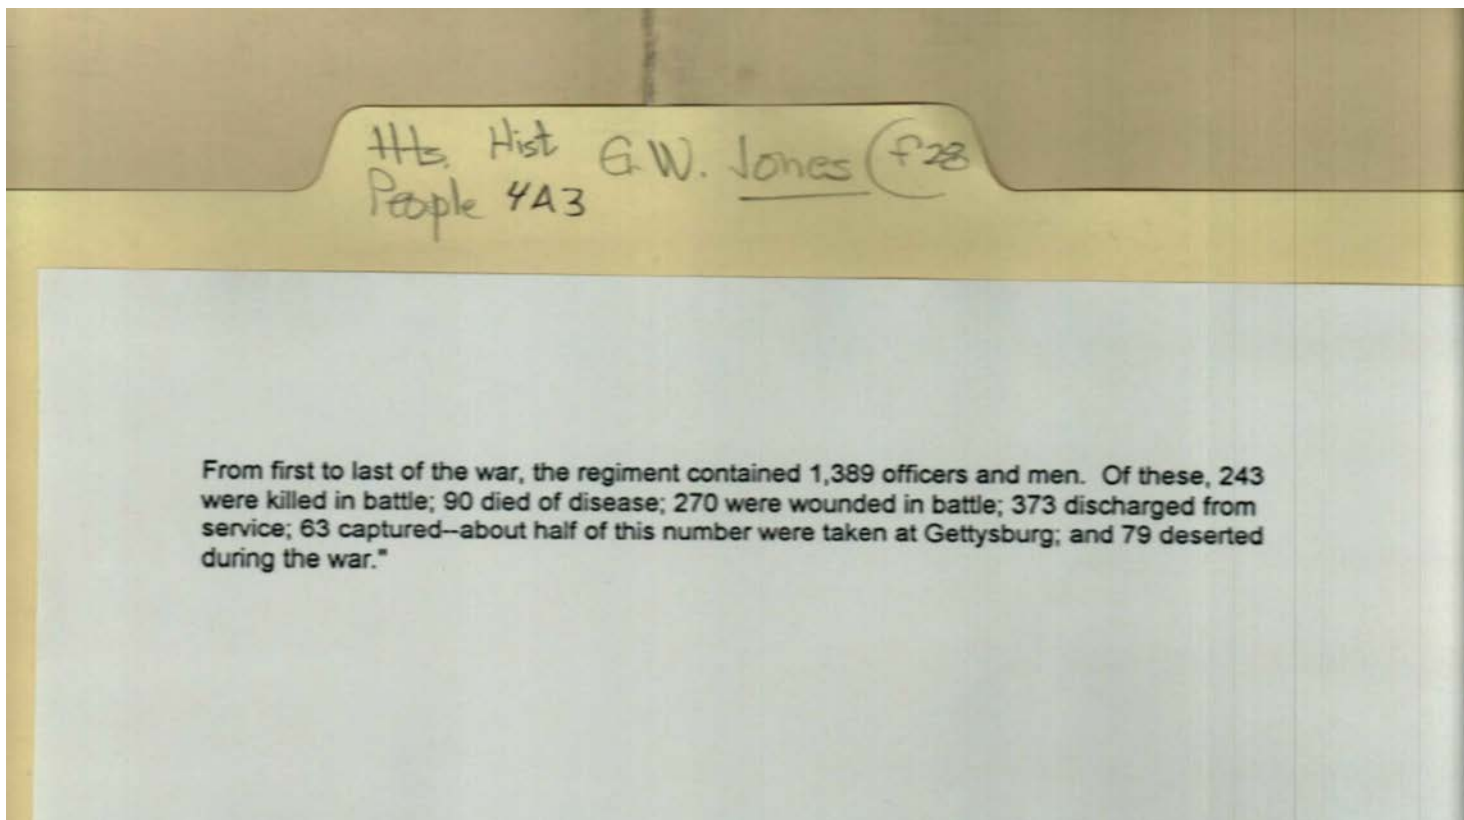 Hts. Hist G.W. Jones (f28
People 4A3
From first to last of the war, the regiment contained 1,389 officers and men. Of these, 243
were killed in battle; 90 died of disease; 270 were wounded in battle; 373 discharged from
service; 63 captured--about half of this number were taken at Gettysburg; and 79 deserted
during the war."